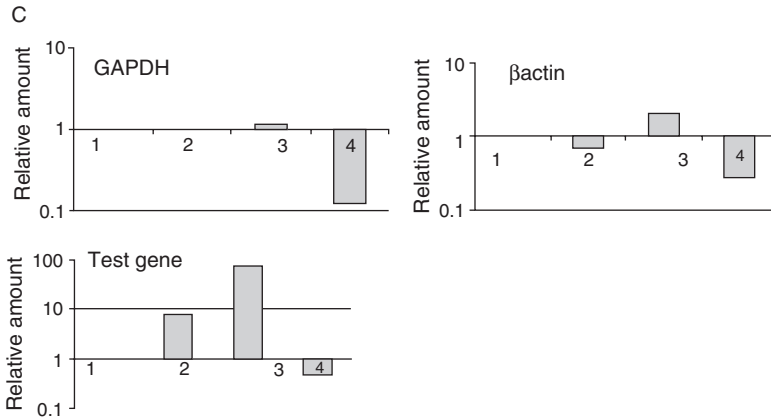 C
GAPDH
Relative amount
10
1
0.1
1 2 3 4
βactin
Relative amount
10
1
0.1
1 2 3 4
Test gene
Relative amount
100
10
1
0.1
1 2 3 4